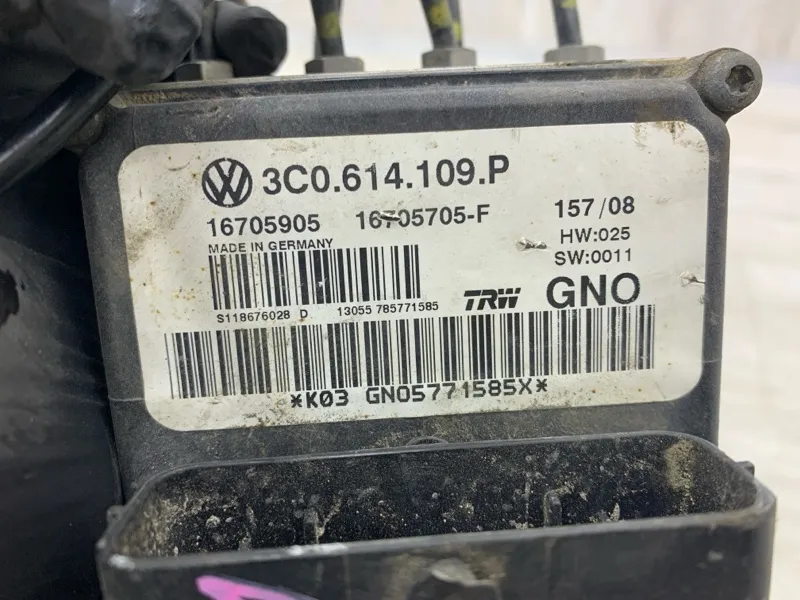 3C0.614.109.P
16705905 16705705-F 157/08
MADE IN GERMANY HW:025
SW:0011
S118676028 D 13055 785771585 TRW GNO
*K03 GNO5771585X*